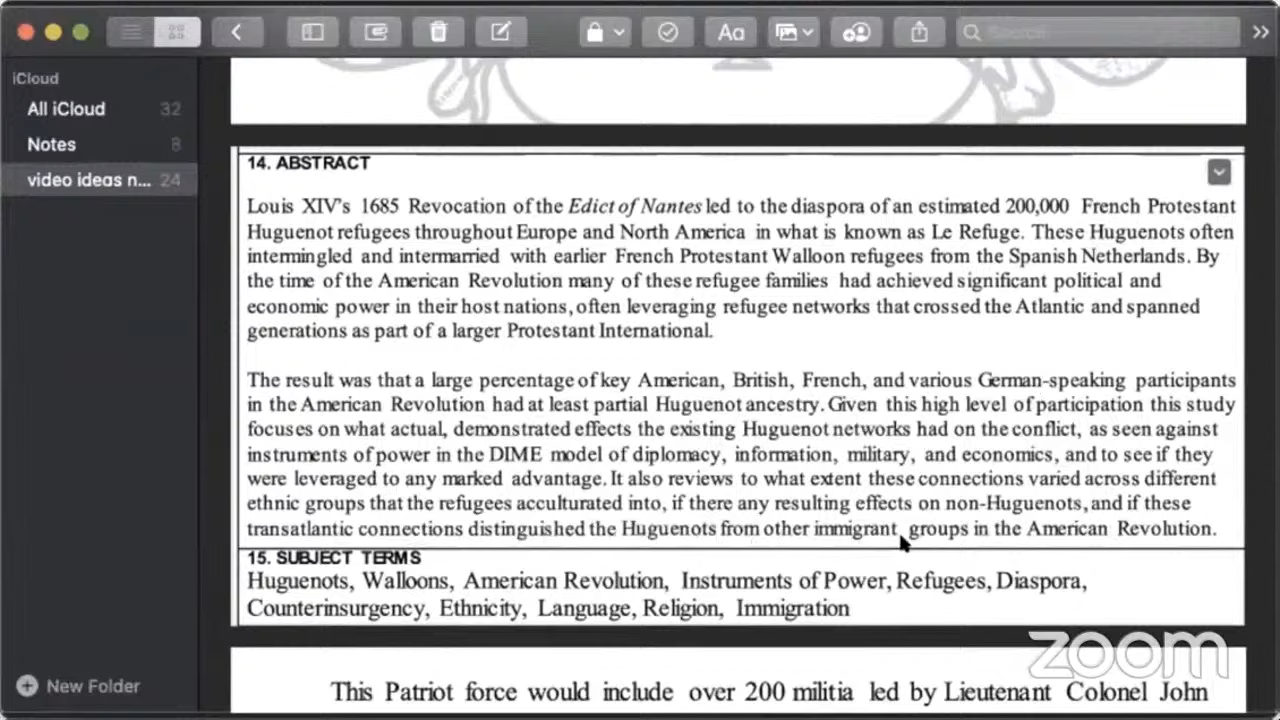 Aa
Search
iCloud
All iCloud 32
Notes 8
video ideas n... 24
14. ABSTRACT
Louis XIV's 1685 Revocation of the Edict of Nantes led to the diaspora of an estimated 200,000 French Protestant
Huguenot refugees throughout Europe and North America in what is known as Le Refuge. These Huguenots often
intermingled and intermarried with earlier French Protestant Walloon refugees from the Spanish Netherlands. By
the time of the American Revolution many of these refugee families had achieved significant political and
economic power in their host nations, often leveraging refugee networks that crossed the Atlantic and spanned
generations as part of a larger Protestant International.
The result was that a large percentage of key American, British, French, and various German-speaking participants
in the American Revolution had at least partial Huguenot ancestry. Given this high level of participation this study
focuses on what actual, demonstrated effects the existing Huguenot networks had on the conflict, as seen against
instruments of power in the DIME model of diplomacy, information, military, and economics, and to see if they
were leveraged to any marked advantage. It also reviews to what extent these connections varied across different
ethnic groups that the refugees acculturated into, if there any resulting effects on non-Huguenots, and if these
transatlantic connections distinguished the Huguenots from other immigrant groups in the American Revolution.
15. SUBJECT TERMS
Huguenots, Walloons, American Revolution, Instruments of Power, Refugees, Diaspora,
Counterinsurgency, Ethnicity, Language, Religion, Immigration
zoom
New Folder
This Patriot force would include over 200 militia led by Lieutenant Colonel John